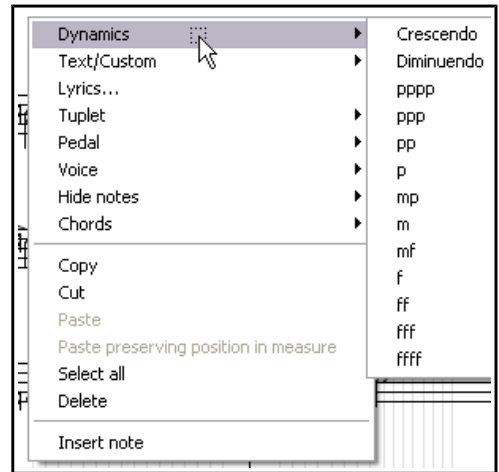 Dynamics
Text/Custom
Lyrics...
Tuplet
Pedal
Voice
Hide notes
Chords
Copy
Cut
Paste
Paste preserving position in measure
Select all
Delete
Insert note
Crescendo
Diminuendo
pppp
ppp
pp
p
mp
m
mf
f
ff
fff
ffff